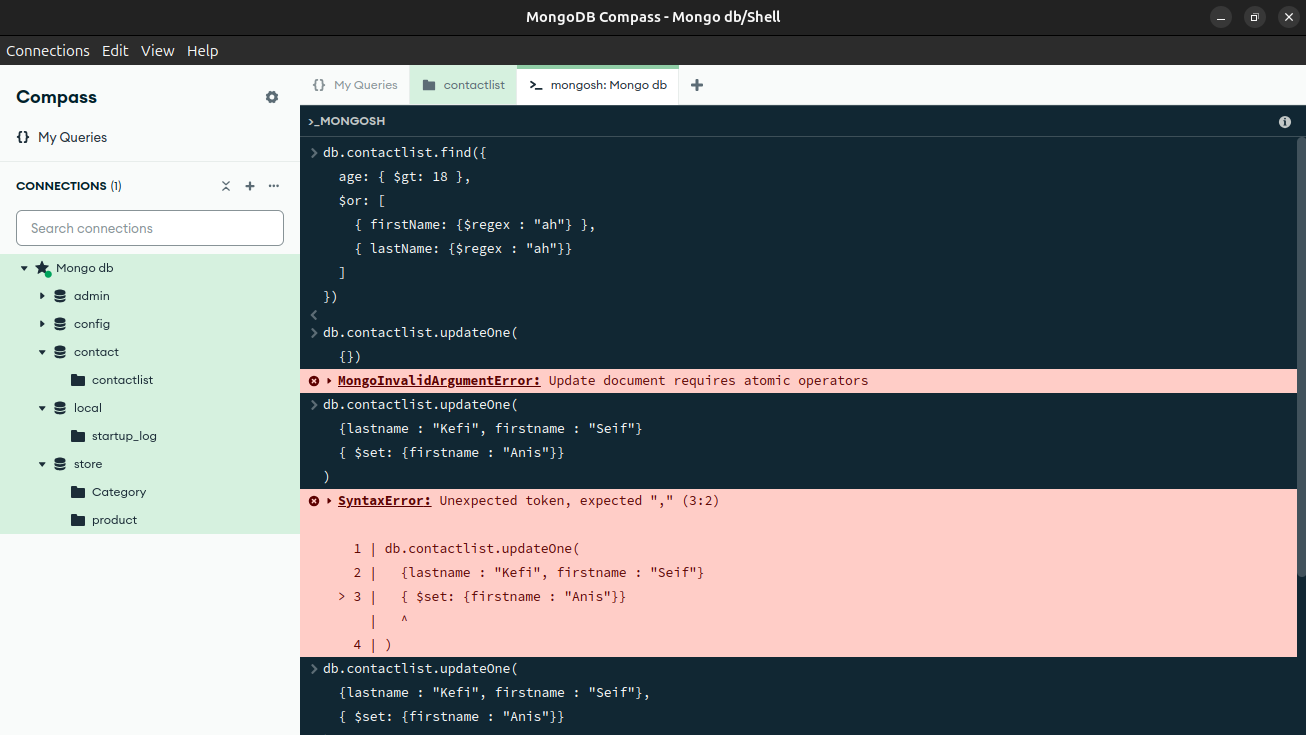 MongoDB Compass - Mongo db/Shell
Connections Edit View Help
Compass
{} My Queries
CONNECTIONS (1)
Search connections
Mongo db
admin
config
contact
contactlist
local
startup_log
store
Category
product
{} My Queries
contactlist
>_ mongosh: Mongo db
>_MONGOSH
> db.contactlist.find({
age: { $gt: 18 },
$or: [
{ firstName: {$regex : "ah"} },
{ lastName: {$regex : "ah"}}
]
})
<
> db.contactlist.updateOne(
{})
MongoInvalidArgumentError: Update document requires atomic operators
> db.contactlist.updateOne(
{lastname : "Kefi", firstname : "Seif"}
{ $set: {firstname : "Anis"}}
)
SyntaxError: Unexpected token, expected "," (3:2)
1 | db.contactlist.updateOne(
2 |   {lastname : "Kefi", firstname : "Seif"}
> 3 |   { $set: {firstname : "Anis"}}
|   ^
4 | )
> db.contactlist.updateOne(
{lastname : "Kefi", firstname : "Seif"},
{ $set: {firstname : "Anis"}}